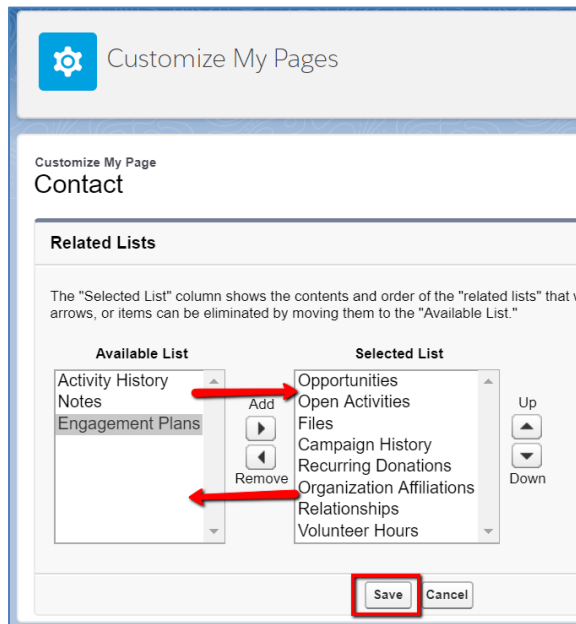 Customize My Pages
Customize My Page
Contact
Related Lists
The "Selected List" column shows the contents and order of the "related lists" that
arrows, or items can be eliminated by moving them to the "Available List."
Available List
Activity History
Notes
Engagement Plans
Add
Remove
Selected List
Opportunities
Open Activities
Files
Campaign History
Recurring Donations
Organization Affiliations
Relationships
Volunteer Hours
Up
Down
Save
Cancel